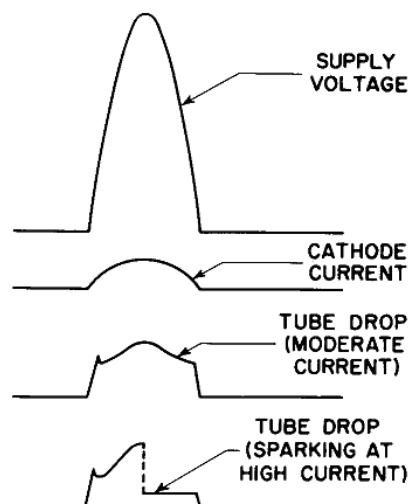 SUPPLY
VOLTAGE
CATHODE
CURRENT
TUBE DROP
(MODERATE
CURRENT)
TUBE DROP
(SPARKING AT
HIGH CURRENT)